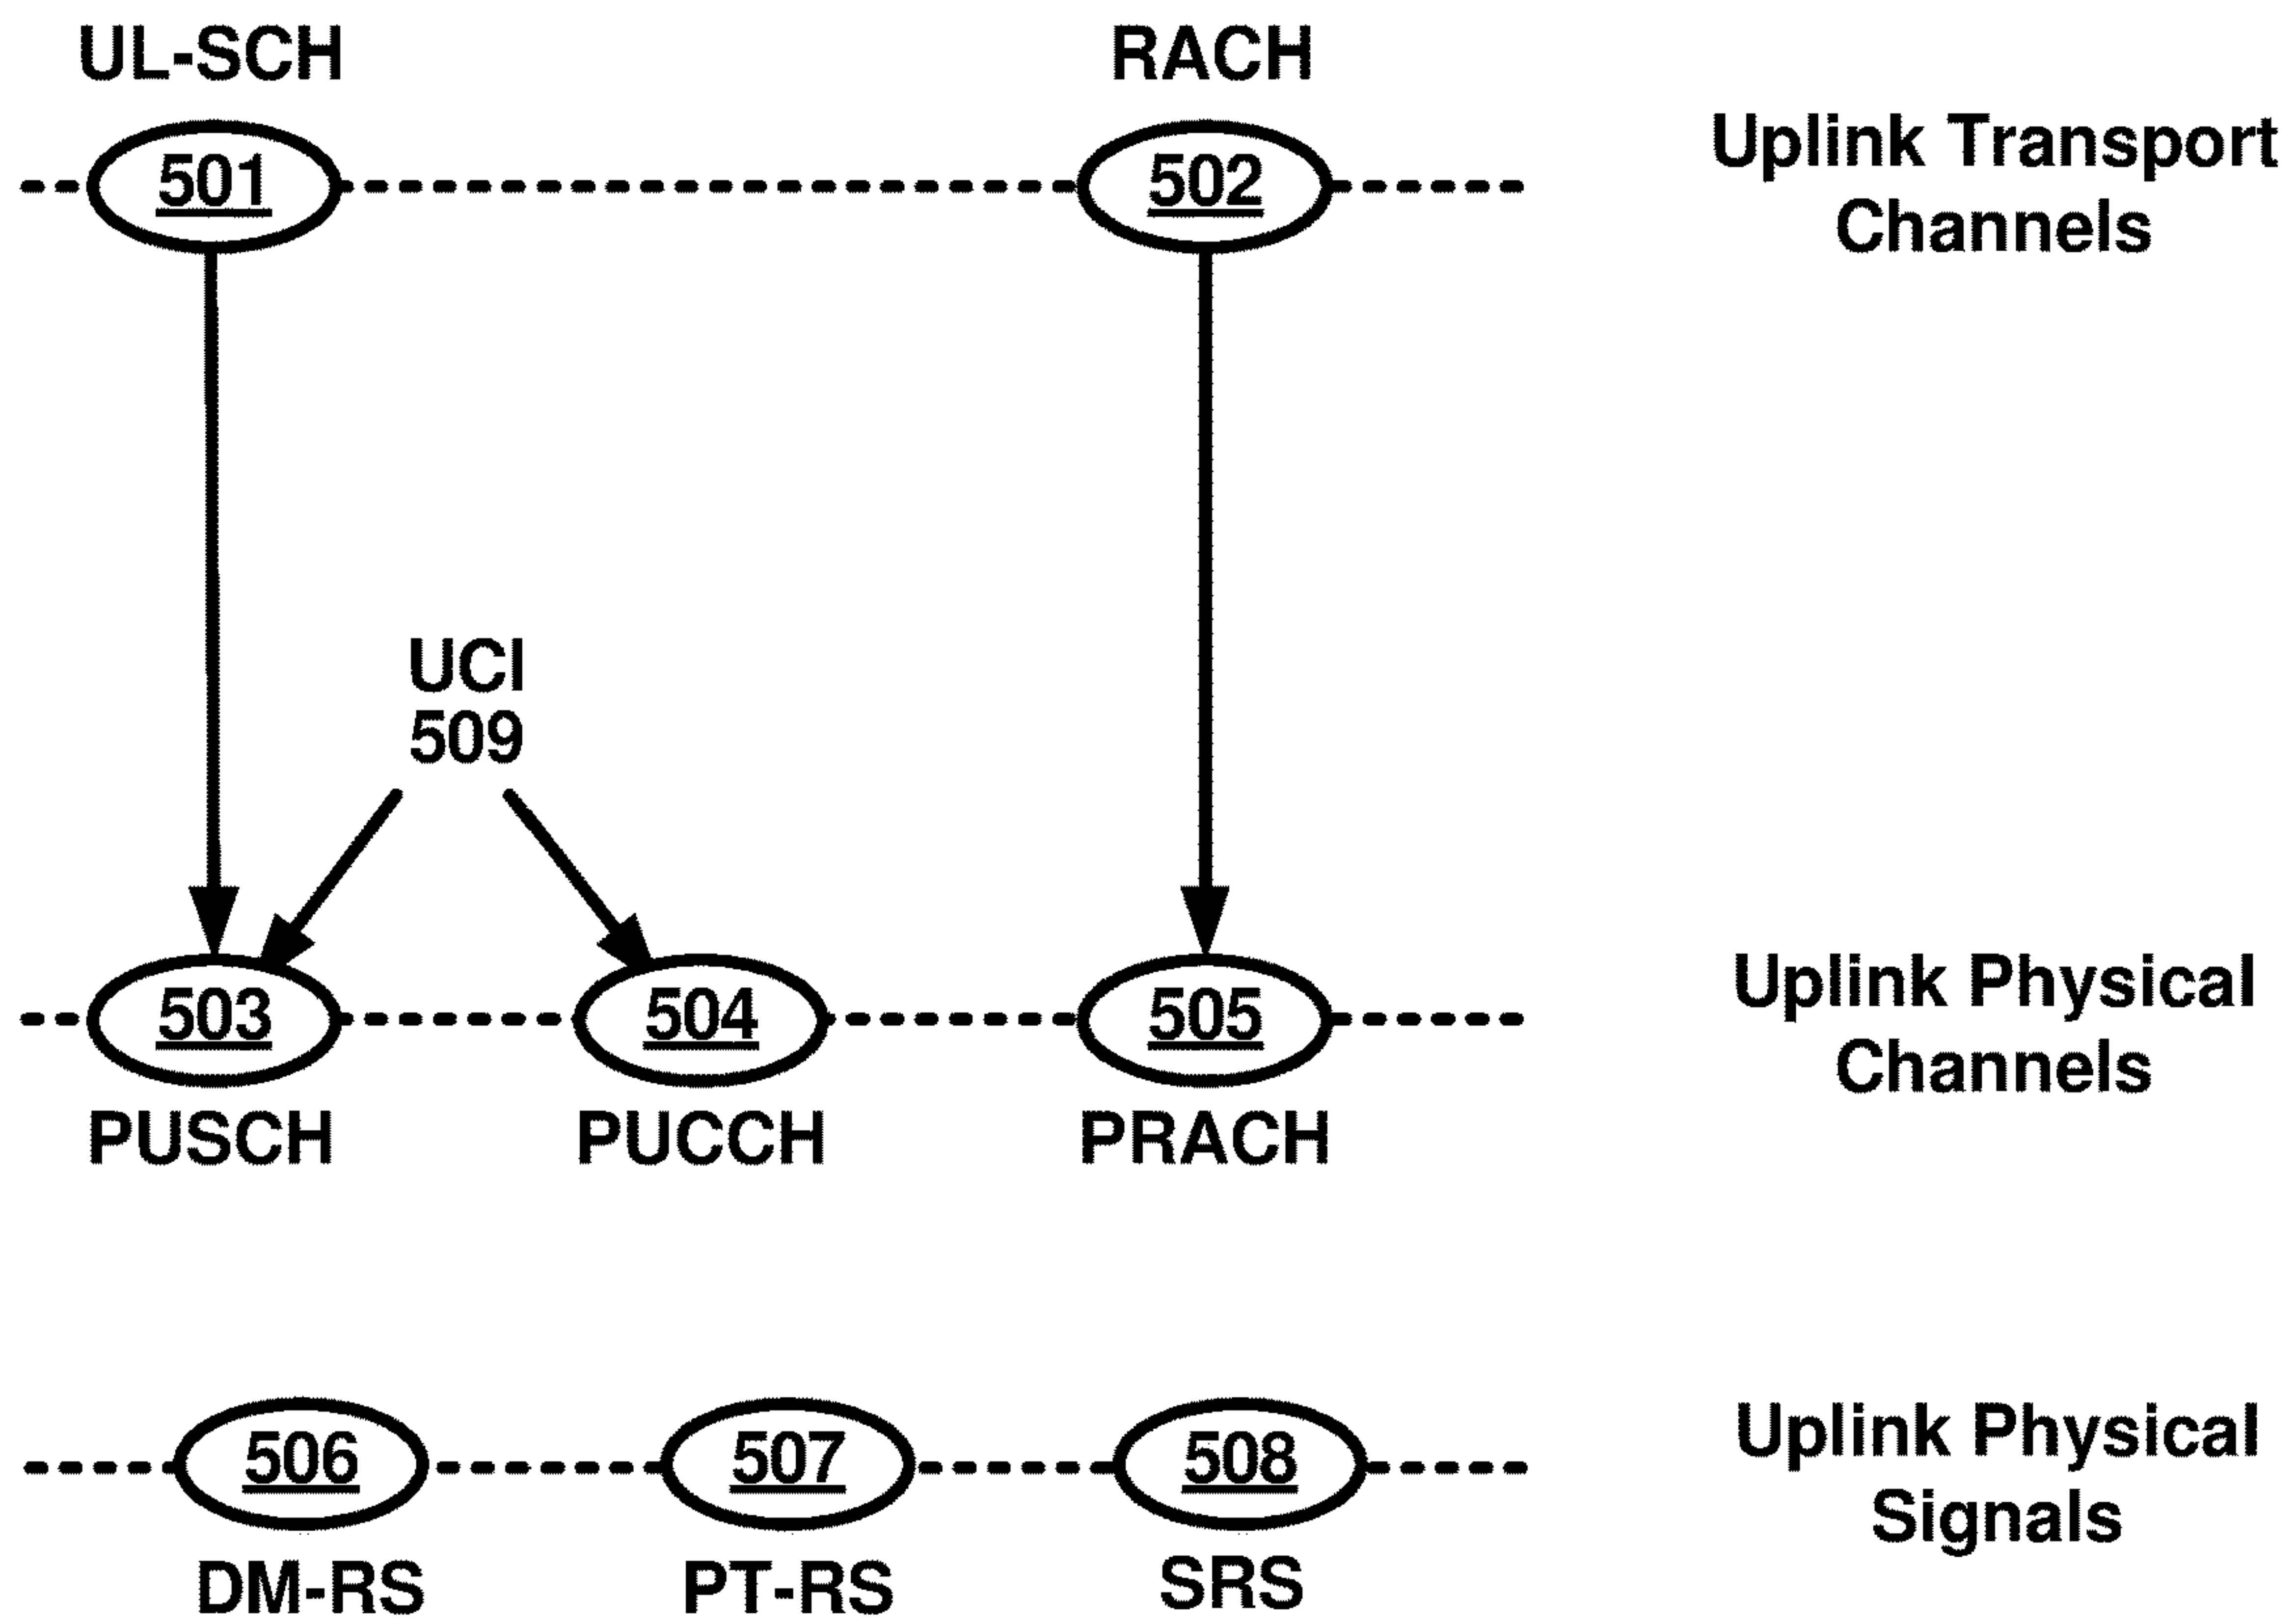 UL-SCH
RACH
501
502
Uplink Transport
Channels
UCI
509
503
504
505
Uplink Physical
Channels
PUSCH
PUCCH
PRACH
506
507
508
Uplink Physical
Signals
DM-RS
PT-RS
SRS